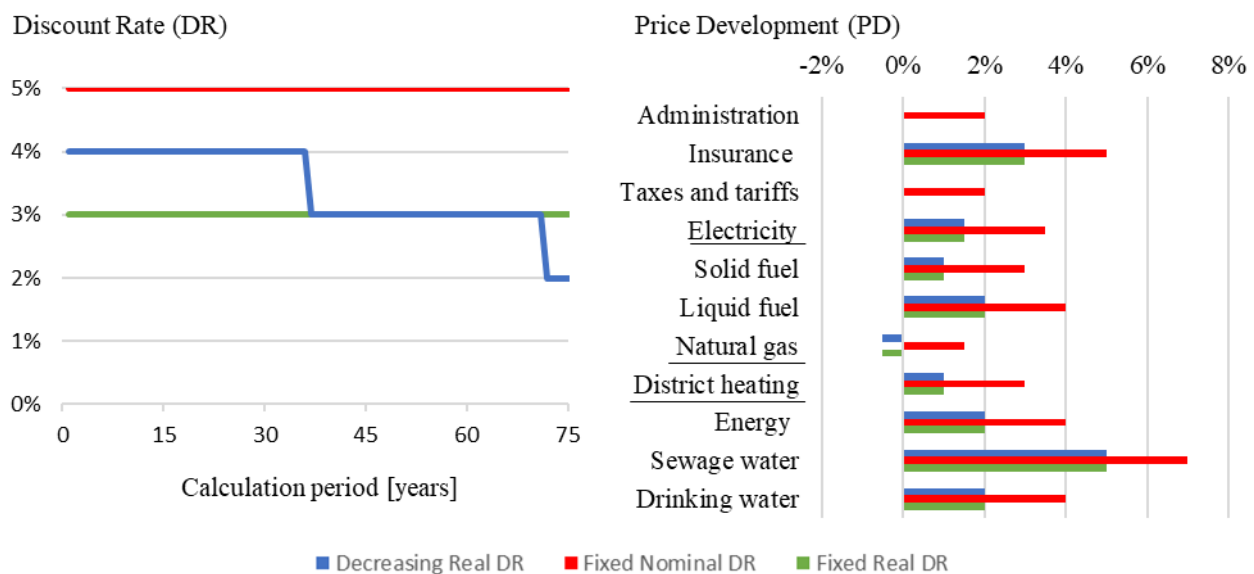 Discount Rate (DR)
5%
4%
3%
2%
1%
0%
0 15 30 45 60 75
Calculation period [years]
Price Development (PD)
-2% 0% 2% 4% 6% 8%
Administration
Insurance
Taxes and tariffs
Electricity
Solid fuel
Liquid fuel
Natural gas
District heating
Energy
Sewage water
Drinking water
Decreasing Real DR Fixed Nominal DR Fixed Real DR